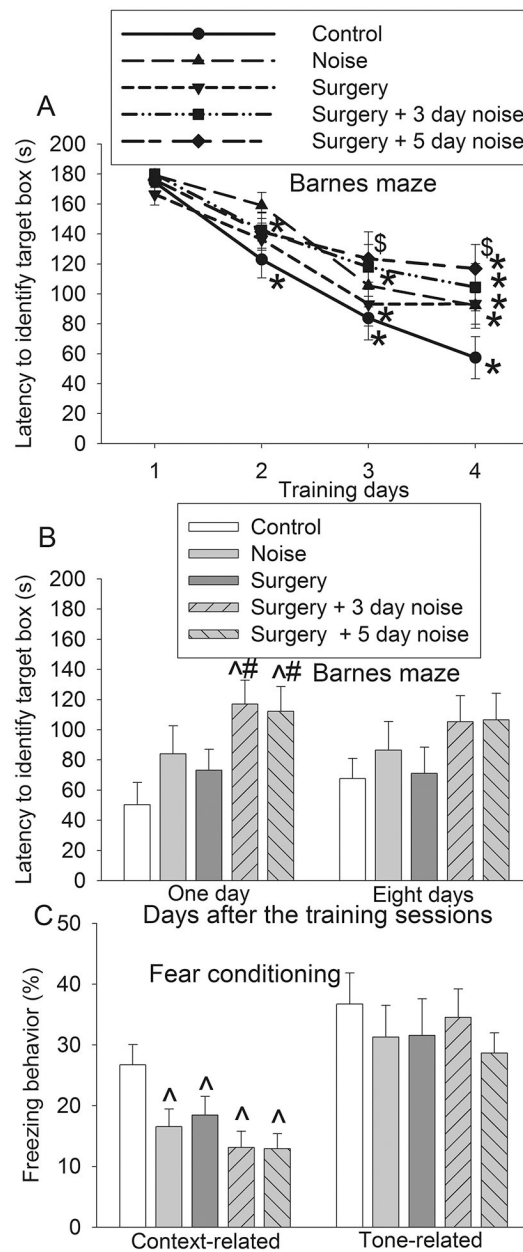 Control
Noise
Surgery
Surgery + 3 day noise
Surgery + 5 day noise
A
Barnes maze
Latency to identify target box (s)
200
180
160
140
120
100
80
60
40
20
0
* * $ * * * $ * * * * *
1 2 3 4
Training days
B
Control
Noise
Surgery
Surgery + 3 day noise
Surgery + 5 day noise
Barnes maze
Latency to identify target box (s)
200
180
160
140
120
100
80
60
40
20
0
^# ^#
One day Eight days
Days after the training sessions
C
Fear conditioning
Freezing behavior (%)
50
40
30
20
10
0
^ ^ ^ ^
Context-related Tone-related